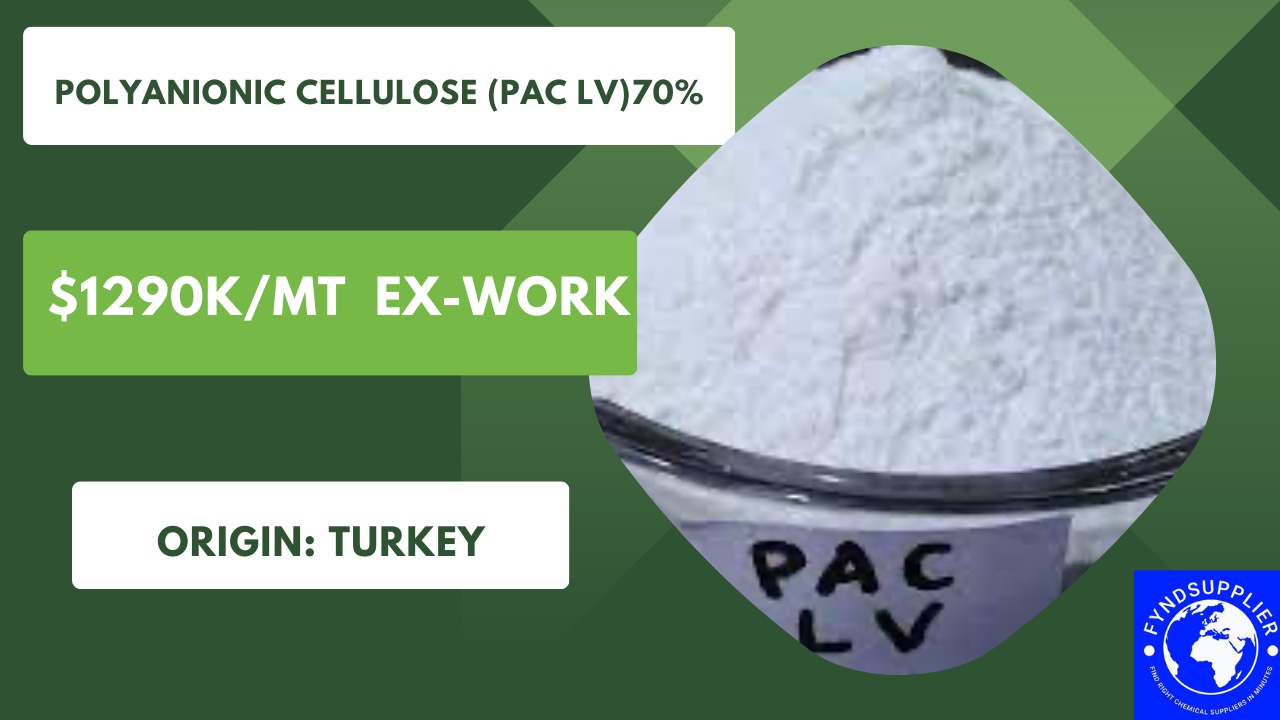 POLYANIONIC CELLULOSE (PAC LV)70%
$1290K/MT EX-WORK
ORIGIN: TURKEY
PAC
LV
FYNDSUPPLIER
FIND RIGHT CHEMICAL SUPPLIERS IN MINUTES